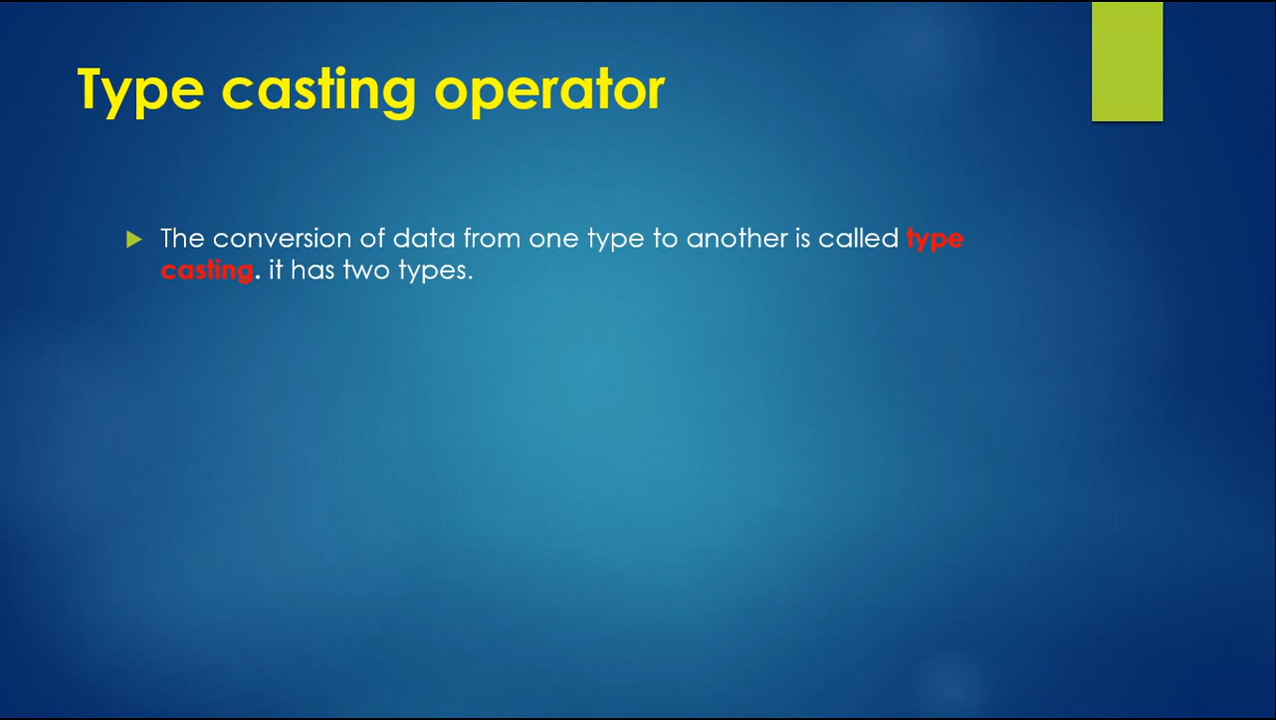 Type casting operator
The conversion of data from one type to another is called type
casting. it has two types.